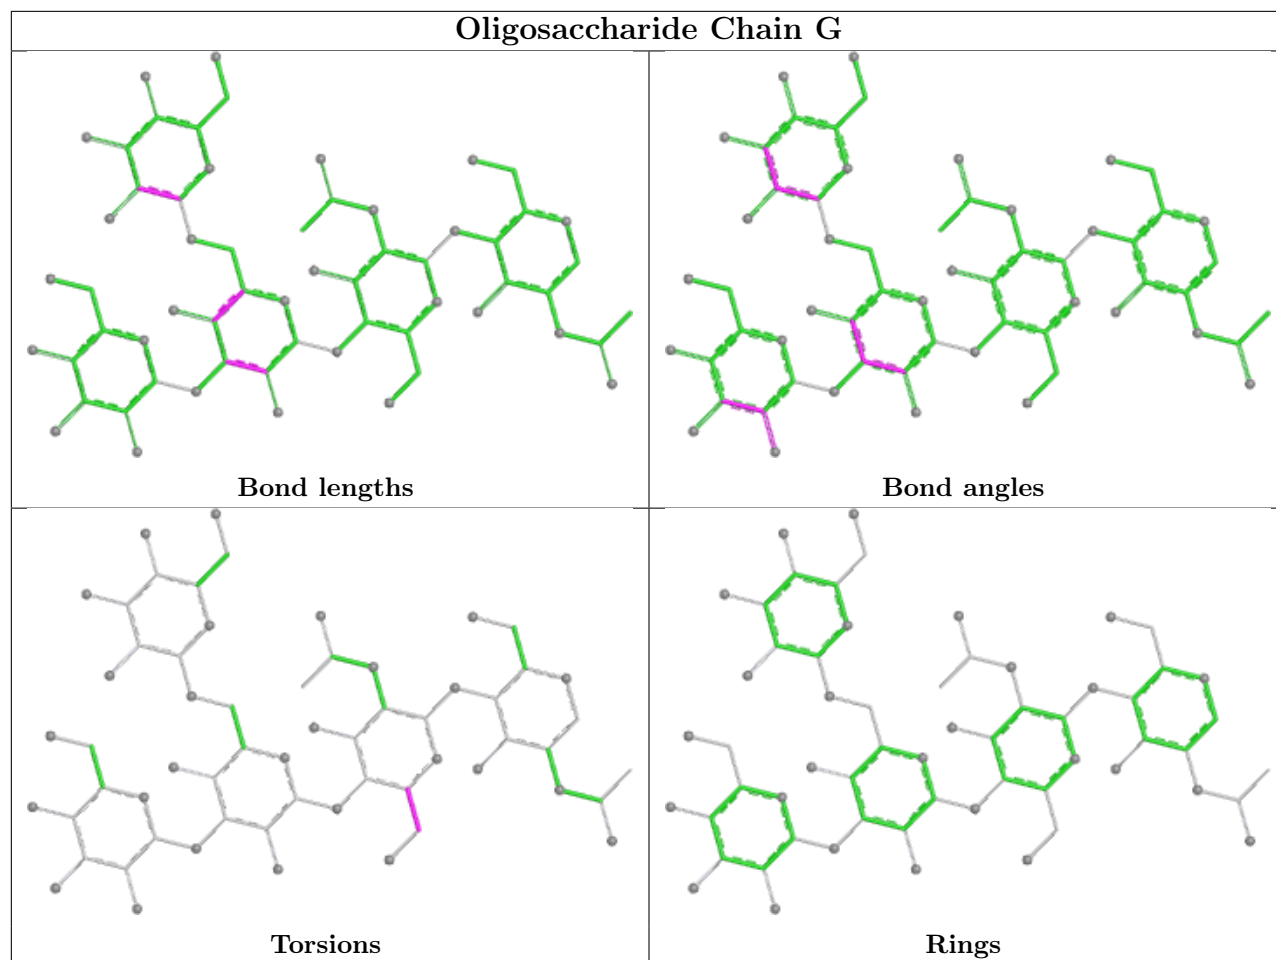 Oligosaccharide Chain G
Bond lengths
Bond angles
Torsions
Rings